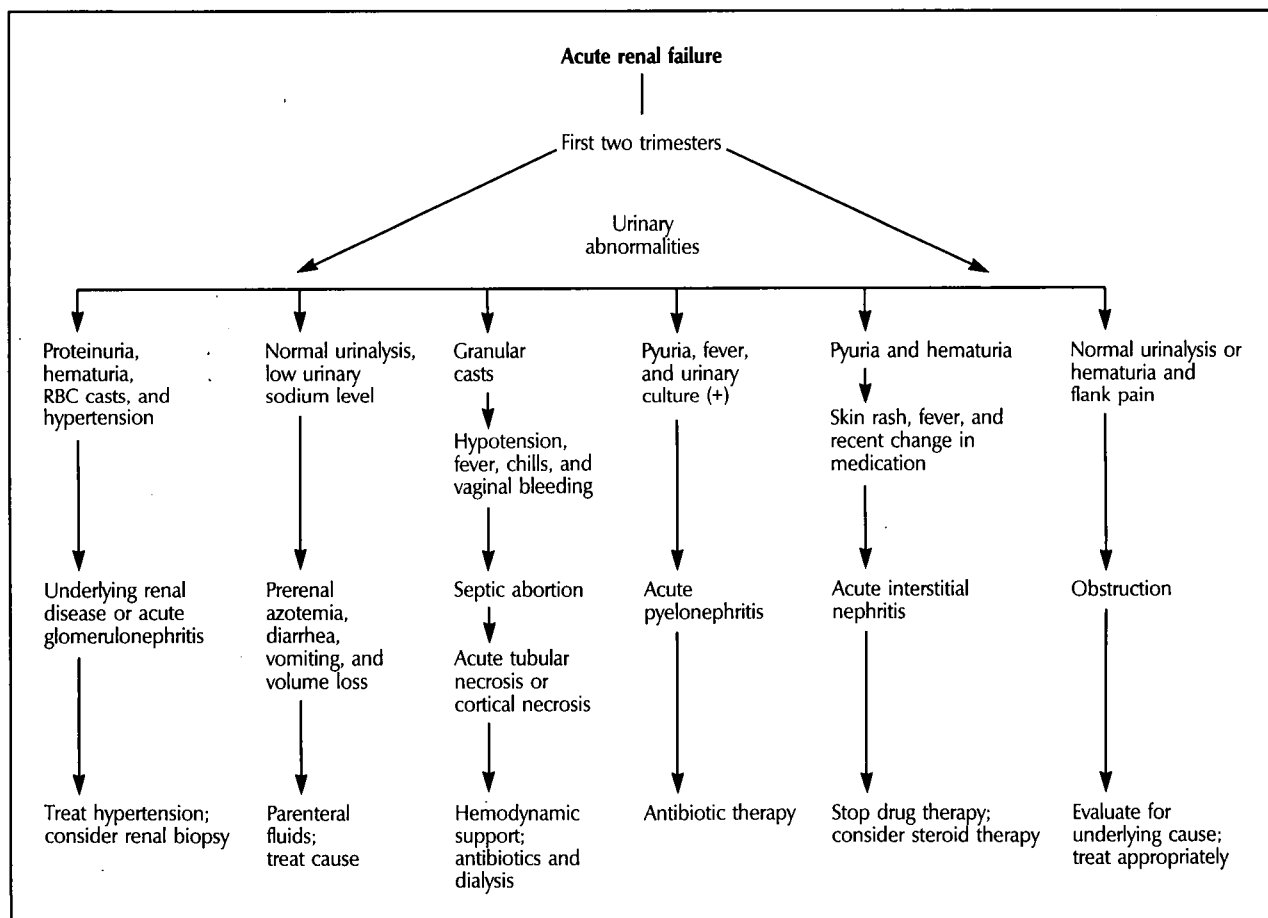 Acute renal failure
First two trimesters
Urinary
abnormalities
Proteinuria,
hematuria,
RBC casts, and
hypertension
Underlying renal
disease or acute
glomerulonephritis
Treat hypertension;
consider renal biopsy
Normal urinalysis,
low urinary
sodium level
Prerenal
azotemia,
diarrhea,
vomiting, and
volume loss
Parenteral
fluids;
treat cause
Granular
casts
Hypotension,
fever, chills, and
vaginal bleeding
Septic abortion
Acute tubular
necrosis or
cortical necrosis
Hemodynamic
support;
antibiotics and
dialysis
Pyuria, fever,
and urinary
culture (+)
Acute
pyelonephritis
Antibiotic therapy
Pyuria and hematuria
Skin rash, fever, and
recent change in
medication
Acute interstitial
nephritis
Stop drug therapy;
consider steroid therapy
Normal urinalysis or
hematuria and
flank pain
Obstruction
Evaluate for
underlying cause;
treat appropriately